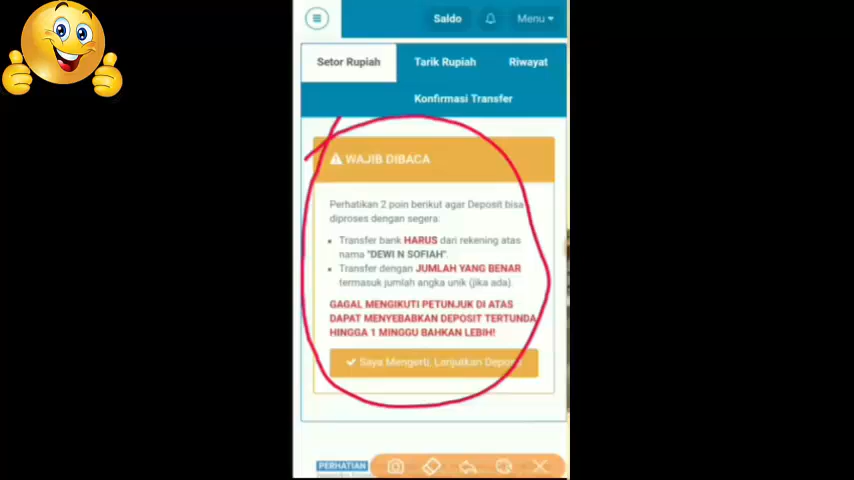 Saldo
Menu
Setor Rupiah
Tarik Rupiah
Riwayat
Konfirmasi Transfer
WAJIB DIBACA
Perhatikan 2 poin berikut agar Deposit bisa
diproses dengan segera:
Transfer bank HARUS dari rekening atas
nama "DEWI N SOFIAH".
Transfer dengan JUMLAH YANG BENAR
termasuk jumlah angka unik (jika ada).
GAGAL MENGIKUTI PETUNJUK DI ATAS
DAPAT MENYEBABKAN DEPOSIT TERTUNDA
HINGGA 1 MINGGU BAHKAN LEBIH!
Saya Mengerti, Lanjutkan Deposit
PERHATIAN